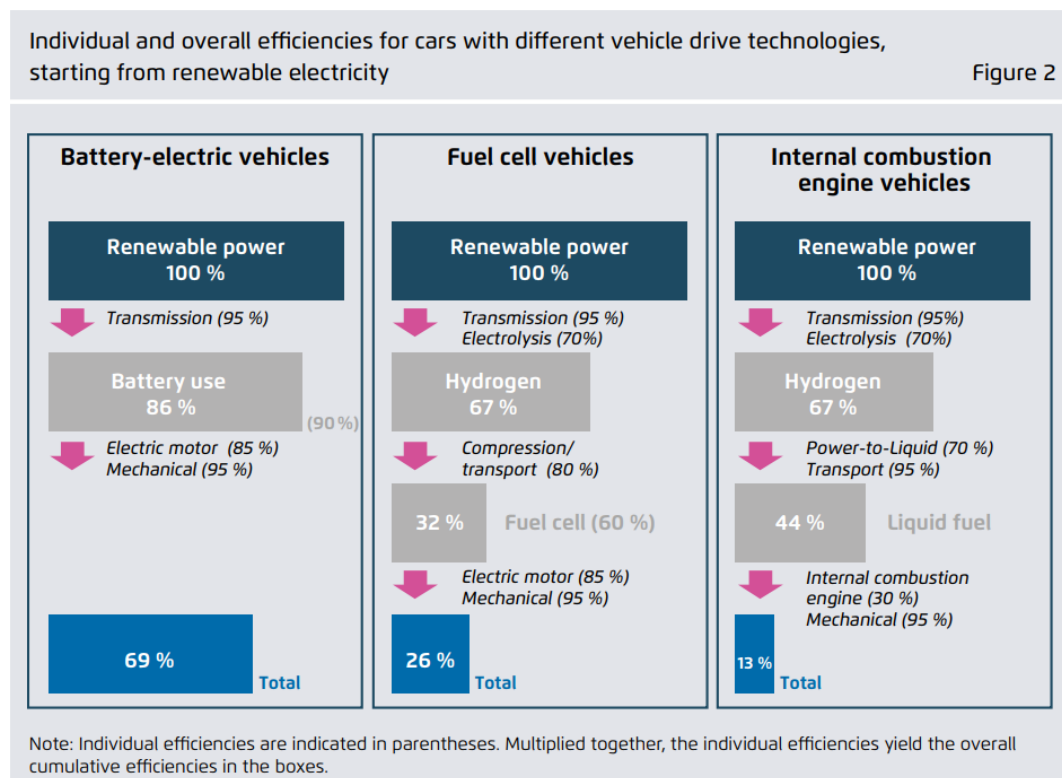 Individual and overall efficiencies for cars with different vehicle drive technologies,
starting from renewable electricity
Figure 2
Battery-electric vehicles
Renewable power
100 %
Transmission (95 %)
Battery use
86 %
(90 %)
Electric motor (85 %)
Mechanical (95 %)
69 %
Total
Fuel cell vehicles
Renewable power
100 %
Transmission (95 %)
Electrolysis (70%)
Hydrogen
67 %
Compression/
transport (80 %)
32 %
Fuel cell (60 %)
Electric motor (85 %)
Mechanical (95 %)
26 %
Total
Internal combustion
engine vehicles
Renewable power
100 %
Transmission (95%)
Electrolysis (70%)
Hydrogen
67 %
Power-to-Liquid (70 %)
Transport (95 %)
44 %
Liquid fuel
Internal combustion
engine (30 %)
Mechanical (95 %)
13 %
Total
Note: Individual efficiencies are indicated in parentheses. Multiplied together, the individual efficiencies yield the overall
cumulative efficiencies in the boxes.